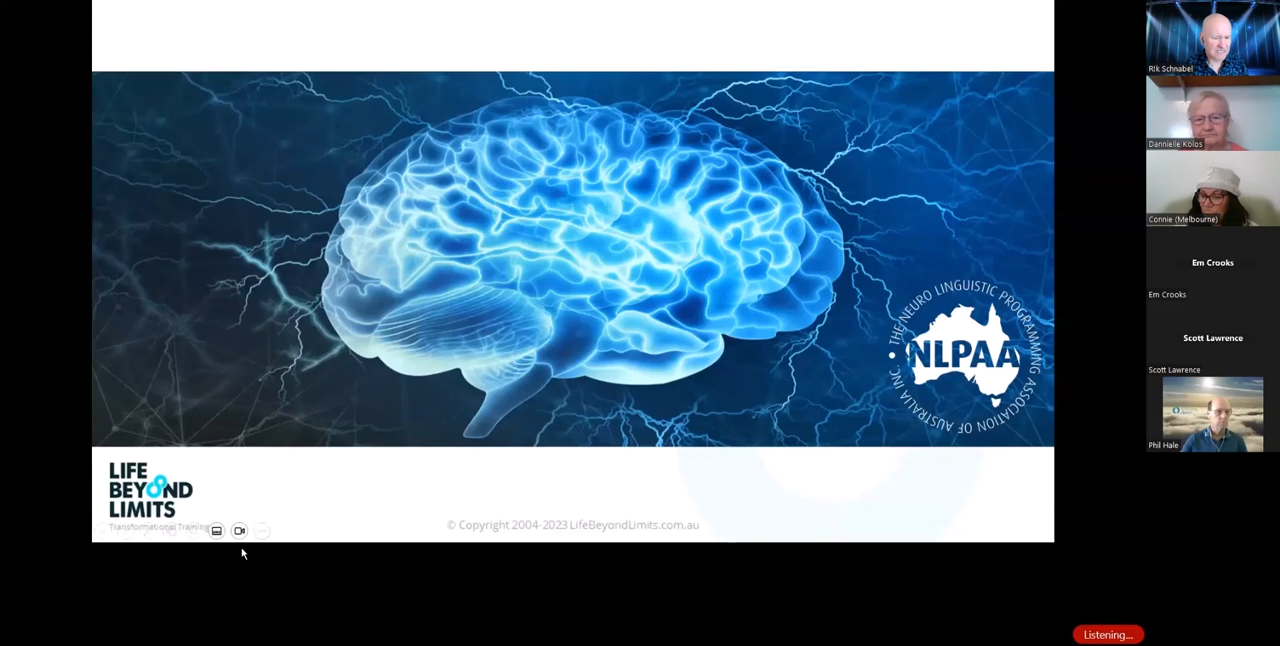 THE NEURO LINGUISTIC PROGRAMMING ASSOCIATION OF AUSTRALIA INC.
NLPAA
LIFE
BEYOND
LIMITS
Transformational Training
© Copyright 2004-2023 LifeBeyondLimits.com.au
Rik Schnabel
Dannielle Kolos
Connie (Melbourne)
Em Crooks
Em Crooks
Scott Lawrence
Scott Lawrence
Phil Hale
Listening...